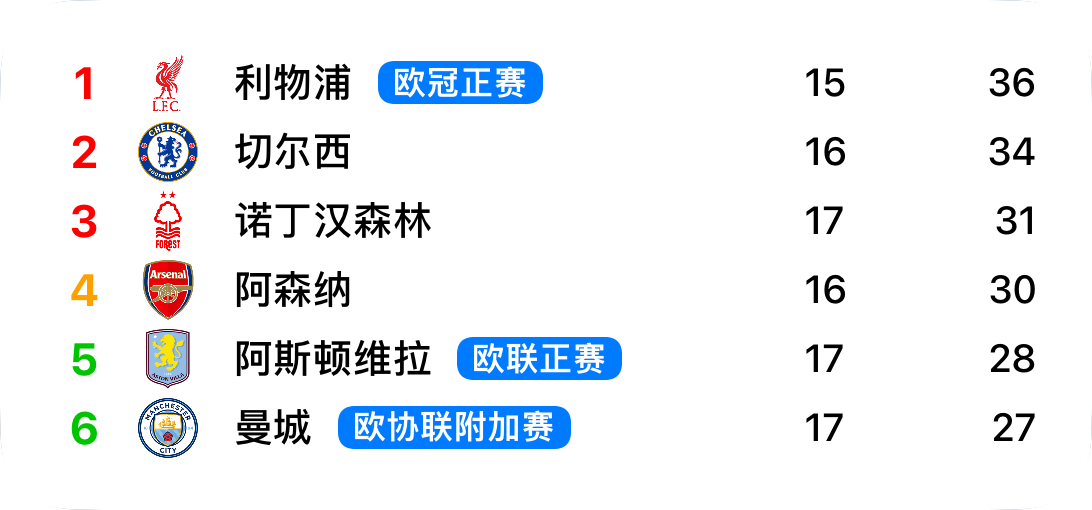 1 L.F.C. 利物浦 欧冠正赛 15 36
2 CHELSEA FOOTBALL CLUB 切尔西 16 34
3 FOREST 诺丁汉森林 17 31
4 Arsenal 阿森纳 16 30
5 ASTON VILLA 阿斯顿维拉 欧联正赛 17 28
6 MANCHESTER CITY 曼城 欧协联附加赛 17 27